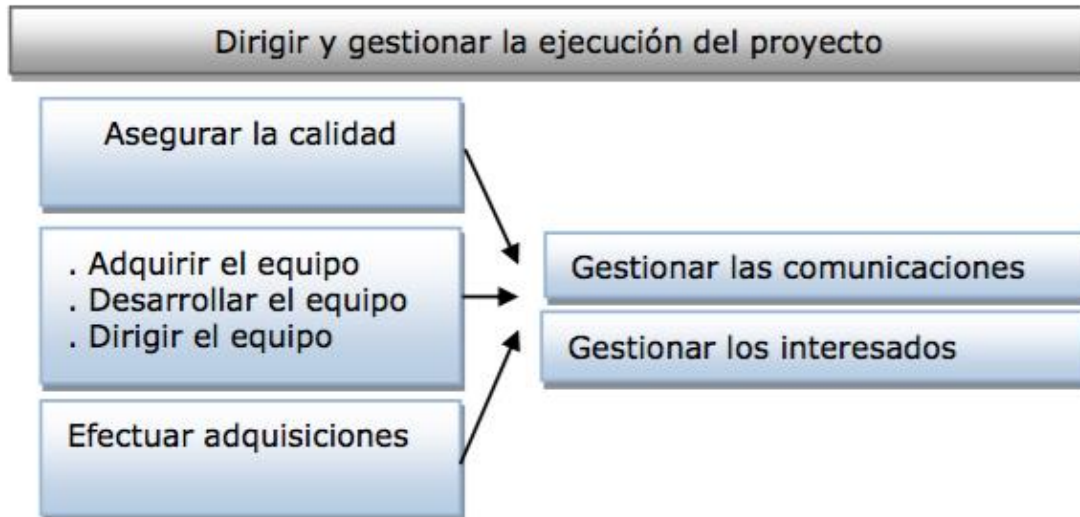 Dirigir y gestionar la ejecución del proyecto
Asegurar la calidad
. Adquirir el equipo
. Desarrollar el equipo
. Dirigir el equipo
Efectuar adquisiciones
Gestionar las comunicaciones
Gestionar los interesados